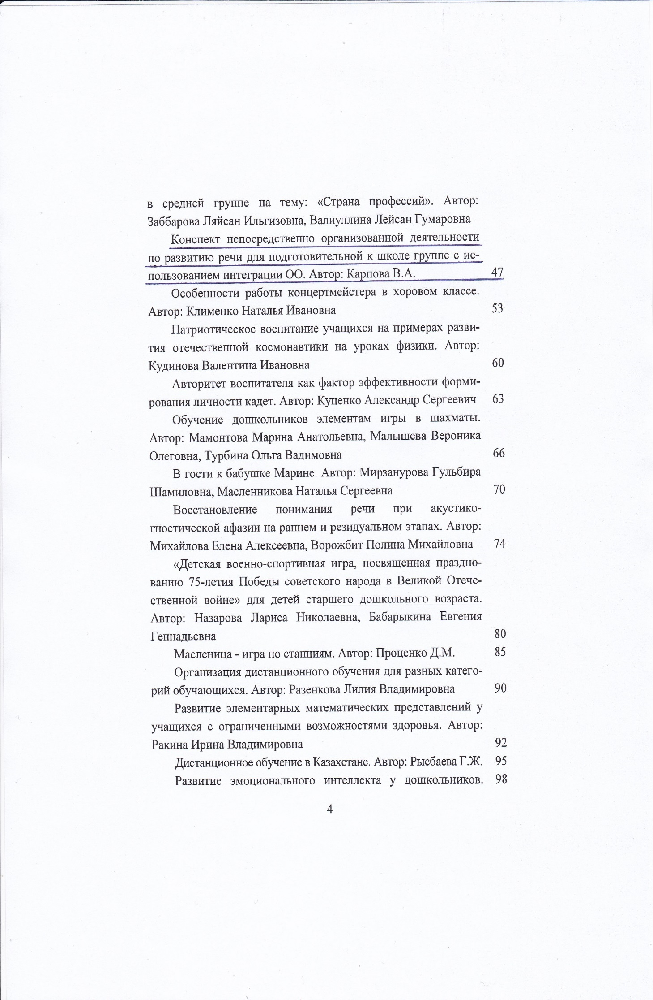 в средней группе на тему: «Страна профессий». Автор:
Заббарова Ляйсан Ильгизовна, Валиуллина Лейсан Гумаровна
Конспект непосредственно организованной деятельности
по развитию речи для подготовительной к школе группе с ис-
пользованием интеграции ОО. Автор: Карпова В.А. 47
Особенности работы концертмейстера в хоровом классе.
Автор: Клименко Наталья Ивановна 53
Патриотическое воспитание учащихся на примерах разви-
тия отечественной космонавтики на уроках физики. Автор:
Кудинова Валентина Ивановна 60
Авторитет воспитателя как фактор эффективности форми-
рования личности кадет. Автор: Куценко Александр Сергеевич 63
Обучение дошкольников элементам игры в шахматы.
Автор: Мамонтова Марина Анатольевна, Малышева Вероника
Олеговна, Турбина Ольга Вадимовна 66
В гости к бабушке Марине. Автор: Мирзанурова Гульбира
Шамиловна, Масленникова Наталья Сергеевна 70
Восстановление понимания речи при акустико-
гностической афазии на раннем и резидуальном этапах. Автор:
Михайлова Елена Алексеевна, Ворожбит Полина Михайловна 74
«Детская военно-спортивная игра, посвященная праздно-
ванию 75-летия Победы советского народа в Великой Отече-
ственной войне» для детей старшего дошкольного возраста.
Автор: Назарова Лариса Николаевна, Бабарыкина Евгения
Геннадьевна 80
Масленица - игра по станциям. Автор: Проценко Д.М. 85
Организация дистанционного обучения для разных катего-
рий обучающихся. Автор: Разенкова Лилия Владимировна 90
Развитие элементарных математических представлений у
учащихся с ограниченными возможностями здоровья. Автор:
Ракина Ирина Владимировна 92
Дистанционное обучение в Казахстане. Автор: Рысбаева Г.Ж. 95
Развитие эмоционального интеллекта у дошкольников. 98
4